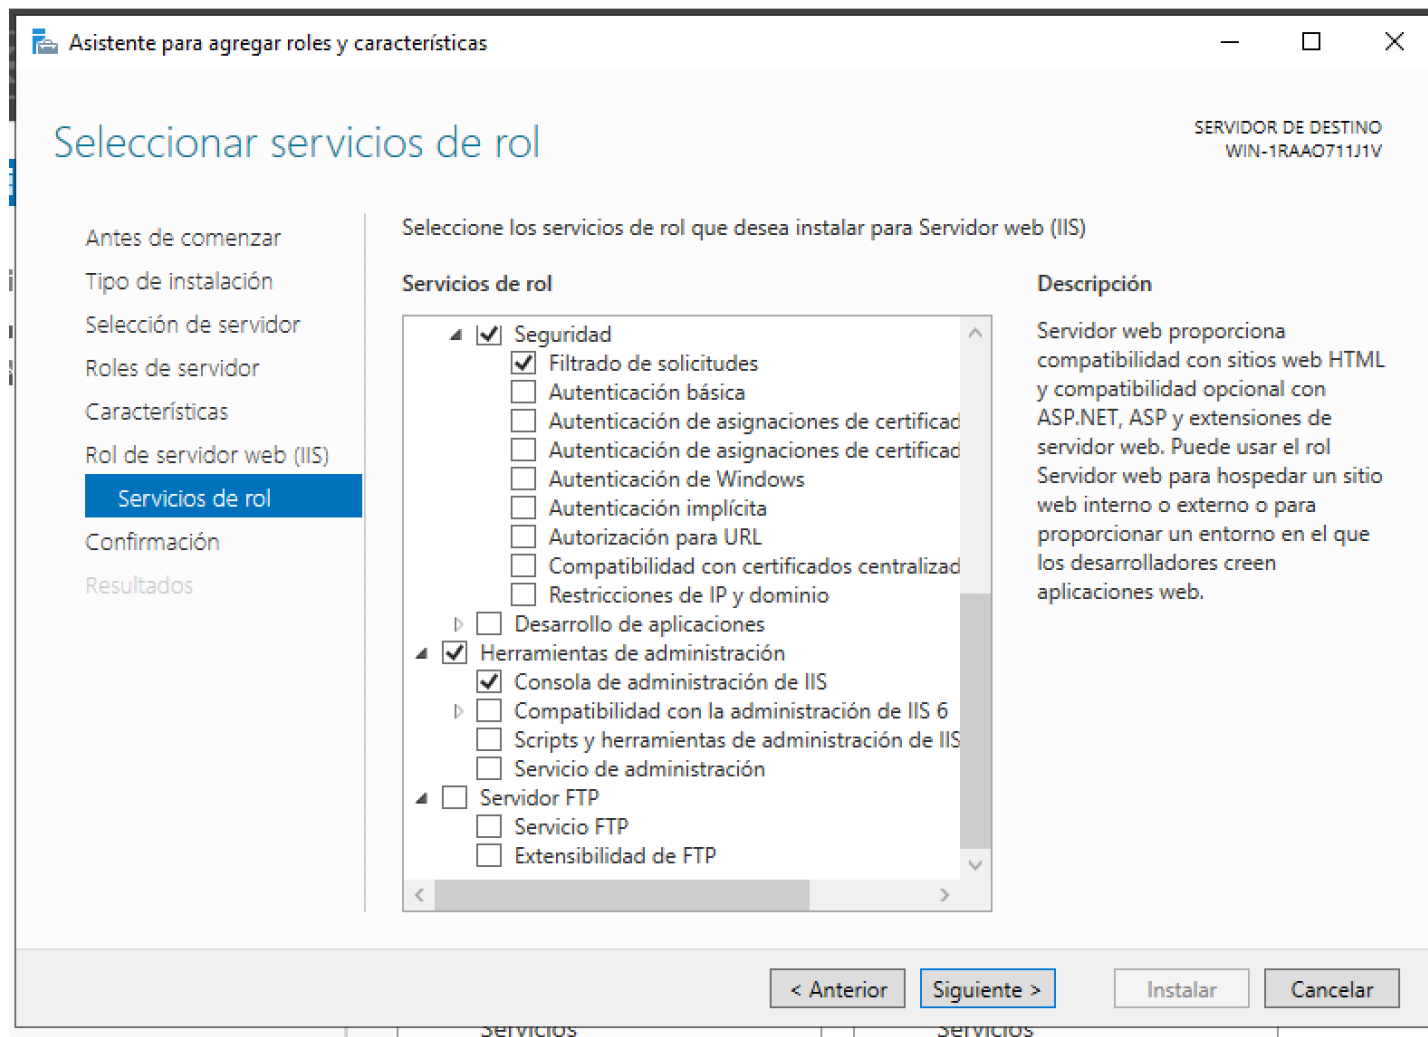 Asistente para agregar roles y características
Seleccionar servicios de rol
SERVIDOR DE DESTINO
WIN-1RAAO711J1V
Antes de comenzar
Tipo de instalación
Selección de servidor
Roles de servidor
Características
Rol de servidor web (IIS)
Servicios de rol
Confirmación
Resultados
Seleccione los servicios de rol que desea instalar para Servidor web (IIS)
Servicios de rol
Seguridad
Filtrado de solicitudes
Autenticación básica
Autenticación de asignaciones de certificad
Autenticación de asignaciones de certificad
Autenticación de Windows
Autenticación implícita
Autorización para URL
Compatibilidad con certificados centralizad
Restricciones de IP y dominio
Desarrollo de aplicaciones
Herramientas de administración
Consola de administración de IIS
Compatibilidad con la administración de IIS 6
Scripts y herramientas de administración de IIS
Servicio de administración
Servidor FTP
Servicio FTP
Extensibilidad de FTP
Descripción
Servidor web proporciona
compatibilidad con sitios web HTML
y compatibilidad opcional con
ASP.NET, ASP y extensiones de
servidor web. Puede usar el rol
Servidor web para hospedar un sitio
web interno o externo o para
proporcionar un entorno en el que
los desarrolladores creen
aplicaciones web.
< Anterior
Siguiente >
Instalar
Cancelar
Servicios
Servicios